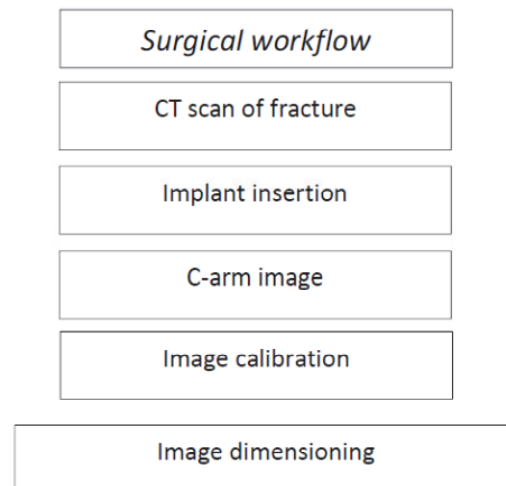 Surgical workflow
CT scan of fracture
Implant insertion
C-arm image
Image calibration
Image dimensioning